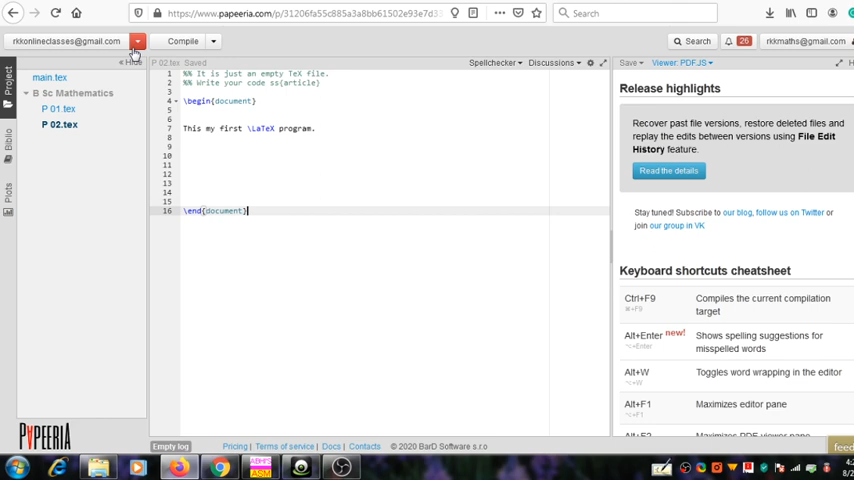 https://www.papeeria.com/p/31206fa55c885a3a8bb61502e93e7d33
Search
rkkonlineclasses@gmail.com
Compile
Search
26
rkkmaths@gmail.com
Hide
P 02.tex Saved
Spellchecker
Discussions
Save
Viewer: PDF.JS
Project
Biblio
Plots
main.tex
B Sc Mathematics
P 01.tex
P 02.tex
1 %% It is just an empty TeX file.
2 %% Write your code ss{article}
3
4 \begin{document}
5
6
7 This my first \LaTeX program.
8
9
10
11
12
13
14
15
16 \end{document}
Release highlights
Recover past file versions, restore deleted files and
replay the edits between versions using File Edit
History feature.
Read the details
Stay tuned! Subscribe to our blog, follow us on Twitter or
join our group in VK
Keyboard shortcuts cheatsheet
Ctrl+F9 Compiles the current compilation
⌘+F9 target
Alt+Enter new! Shows spelling suggestions for
⌥+Enter misspelled words
Alt+W Toggles word wrapping in the editor
⌥+W
Alt+F1 Maximizes editor pane
⌥+F1
PAPEERIA
Empty log
Pricing | Terms of service | Docs | Contacts © 2020 BarD Software s.r.o
feed